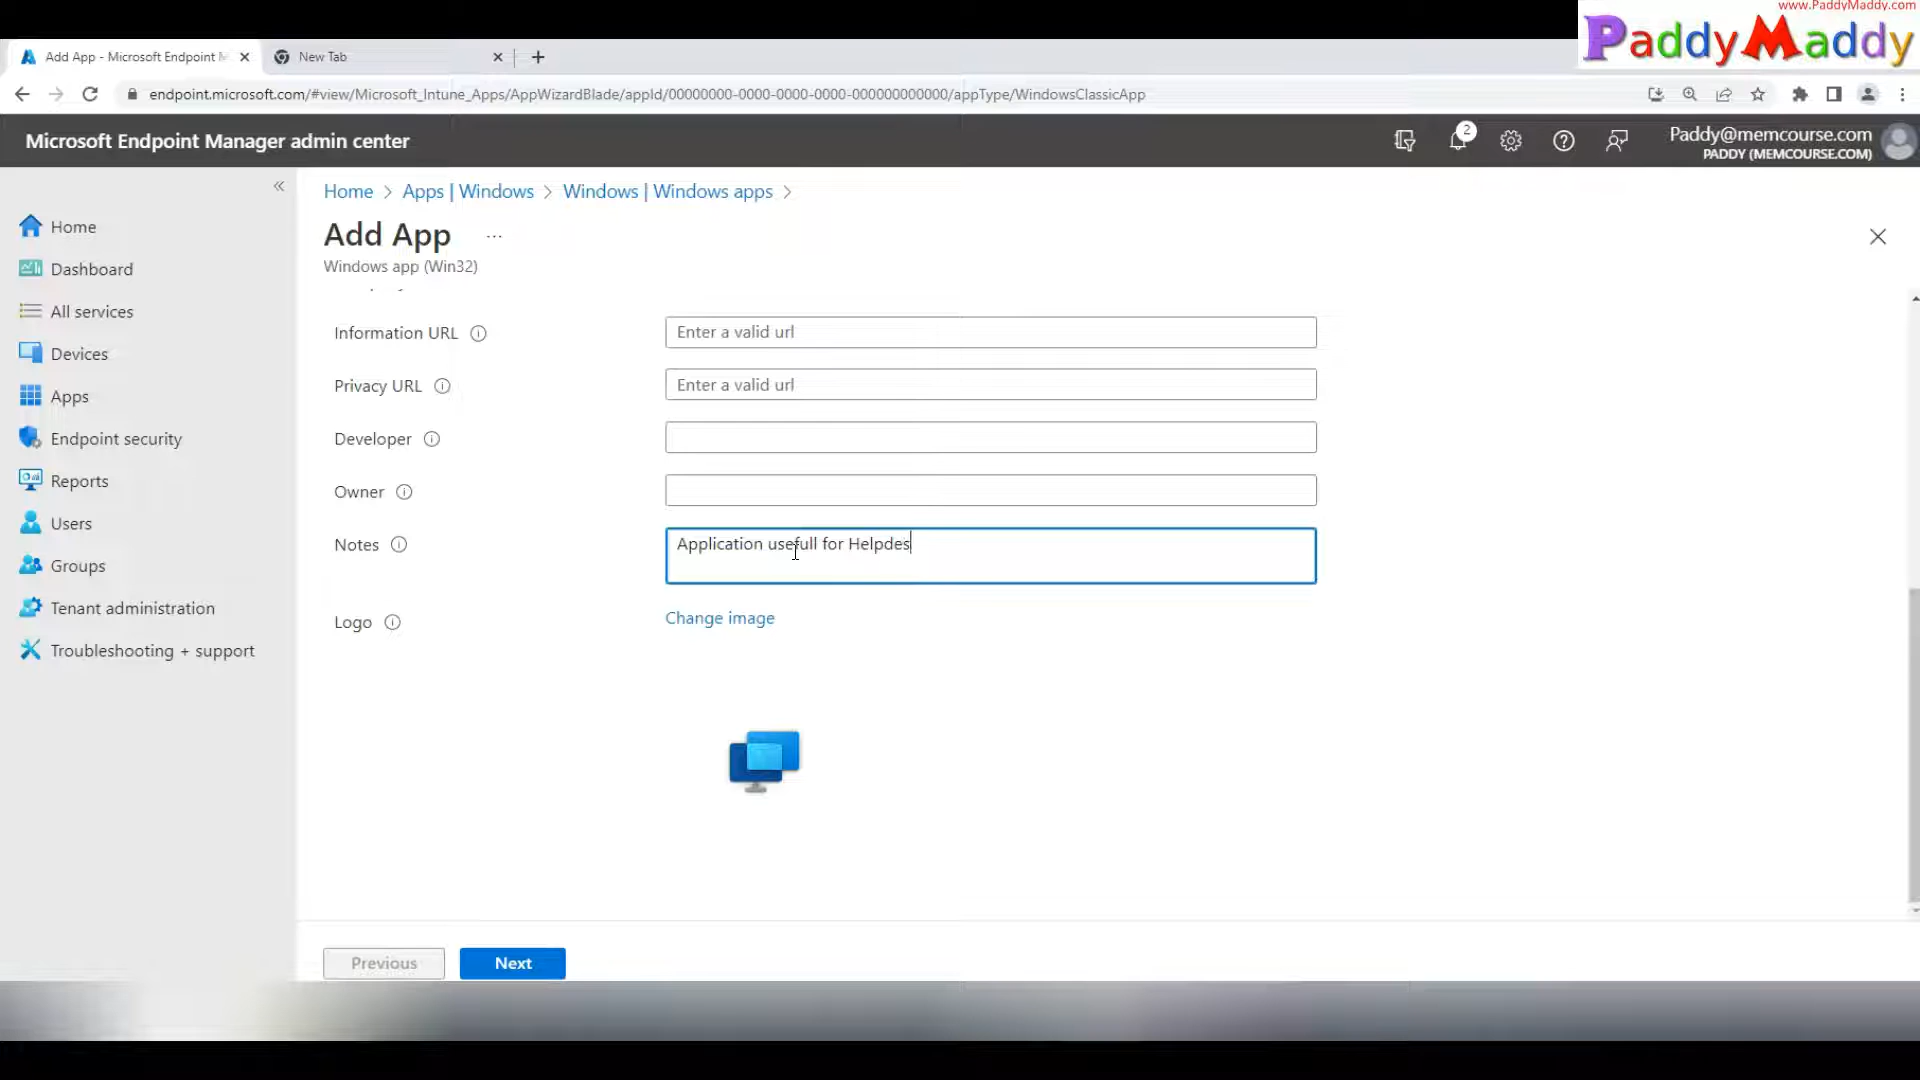 www.PaddyMaddy.com
PaddyMaddy
Add App - Microsoft Endpoint M
New Tab
endpoint.microsoft.com/#view/Microsoft_Intune_Apps/AppWizardBlade/appId/00000000-0000-0000-0000-000000000000/appType/WindowsClassicApp
Microsoft Endpoint Manager admin center
2
Paddy@memcourse.com
PADDY (MEMCOURSE.COM)
Home > Apps | Windows > Windows | Windows apps >
Add App ...
Windows app (Win32)
Home
Dashboard
All services
Devices
Apps
Endpoint security
Reports
Users
Groups
Tenant administration
Troubleshooting + support
Information URL
Enter a valid url
Privacy URL
Enter a valid url
Developer
Owner
Notes
Application usefull for Helpdes
Logo
Change image
Previous
Next